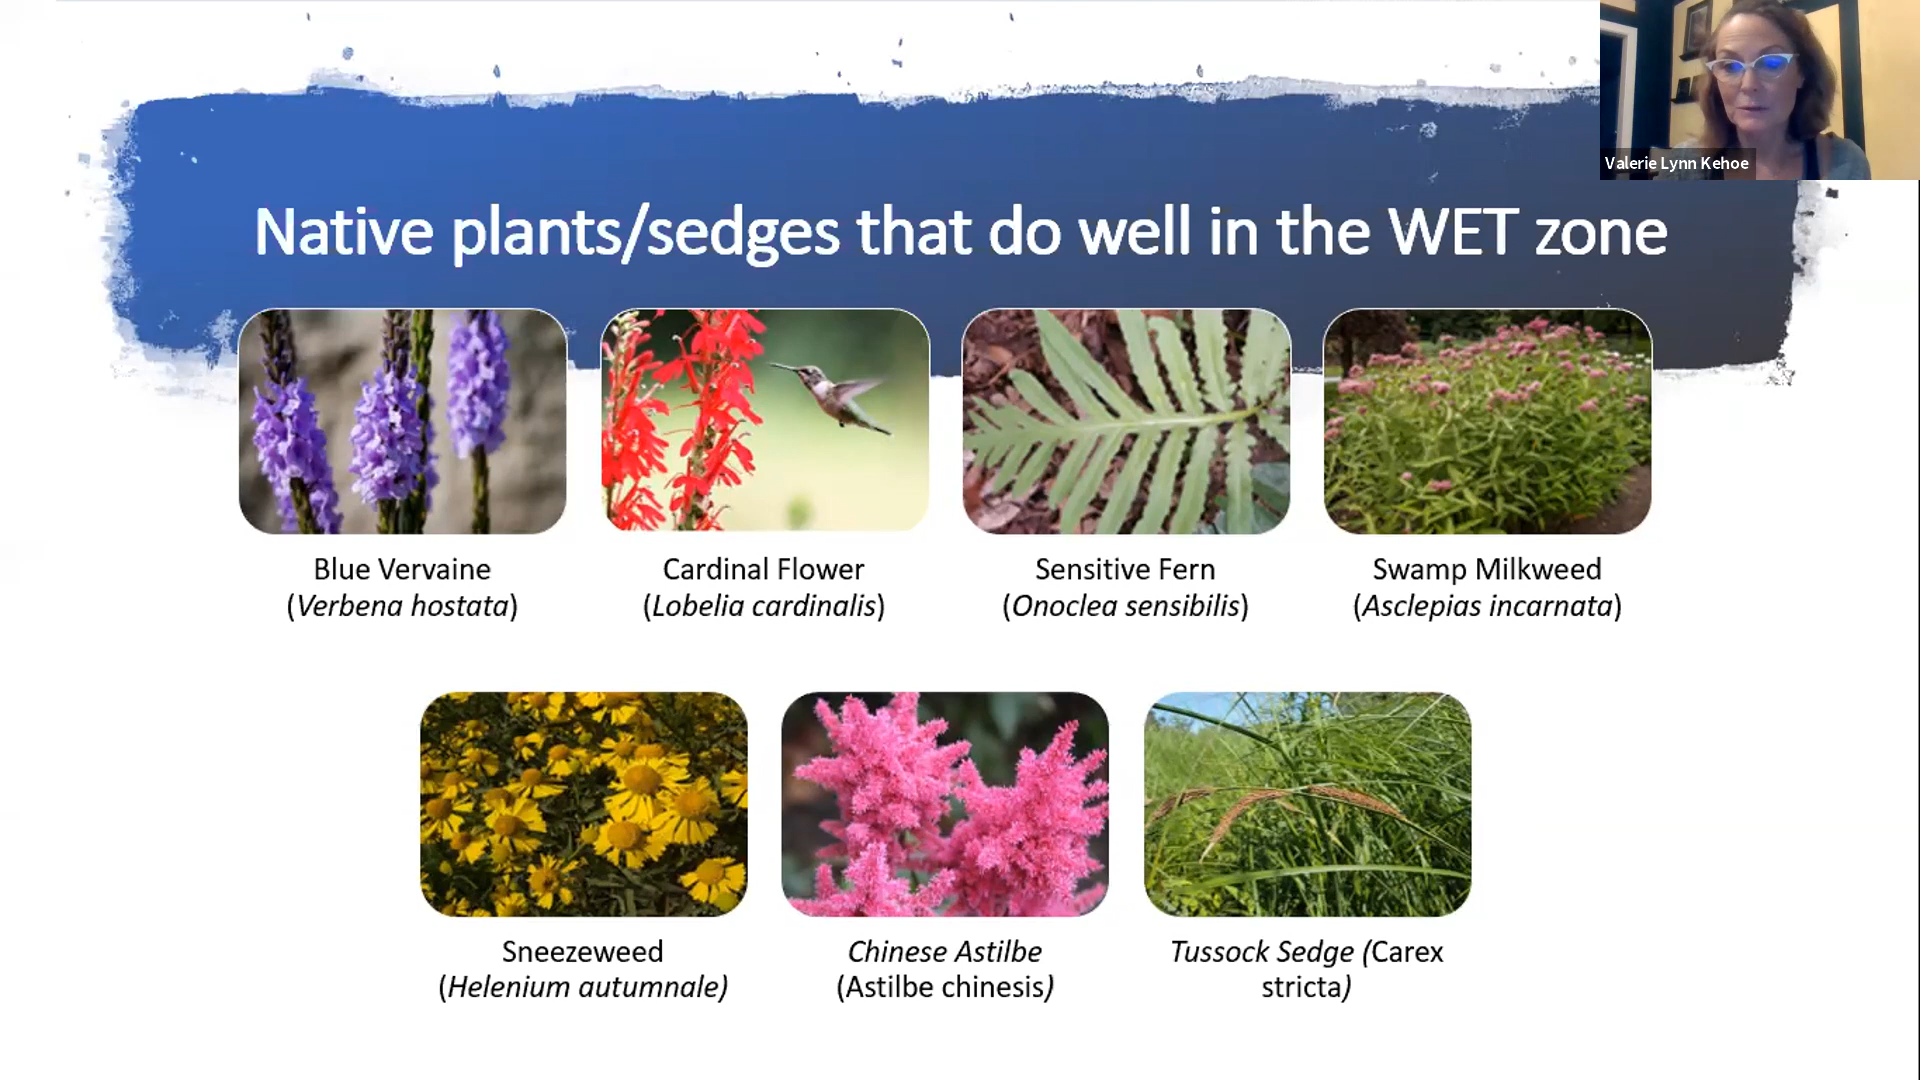 Valerie Lynn Kehoe
Native plants/sedges that do well in the WET zone
Blue Vervaine
(Verbena hostata)
Cardinal Flower
(Lobelia cardinalis)
Sensitive Fern
(Onoclea sensibilis)
Swamp Milkweed
(Asclepias incarnata)
Sneezeweed
(Helenium autumnale)
Chinese Astilbe
(Astilbe chinesis)
Tussock Sedge (Carex
stricta)